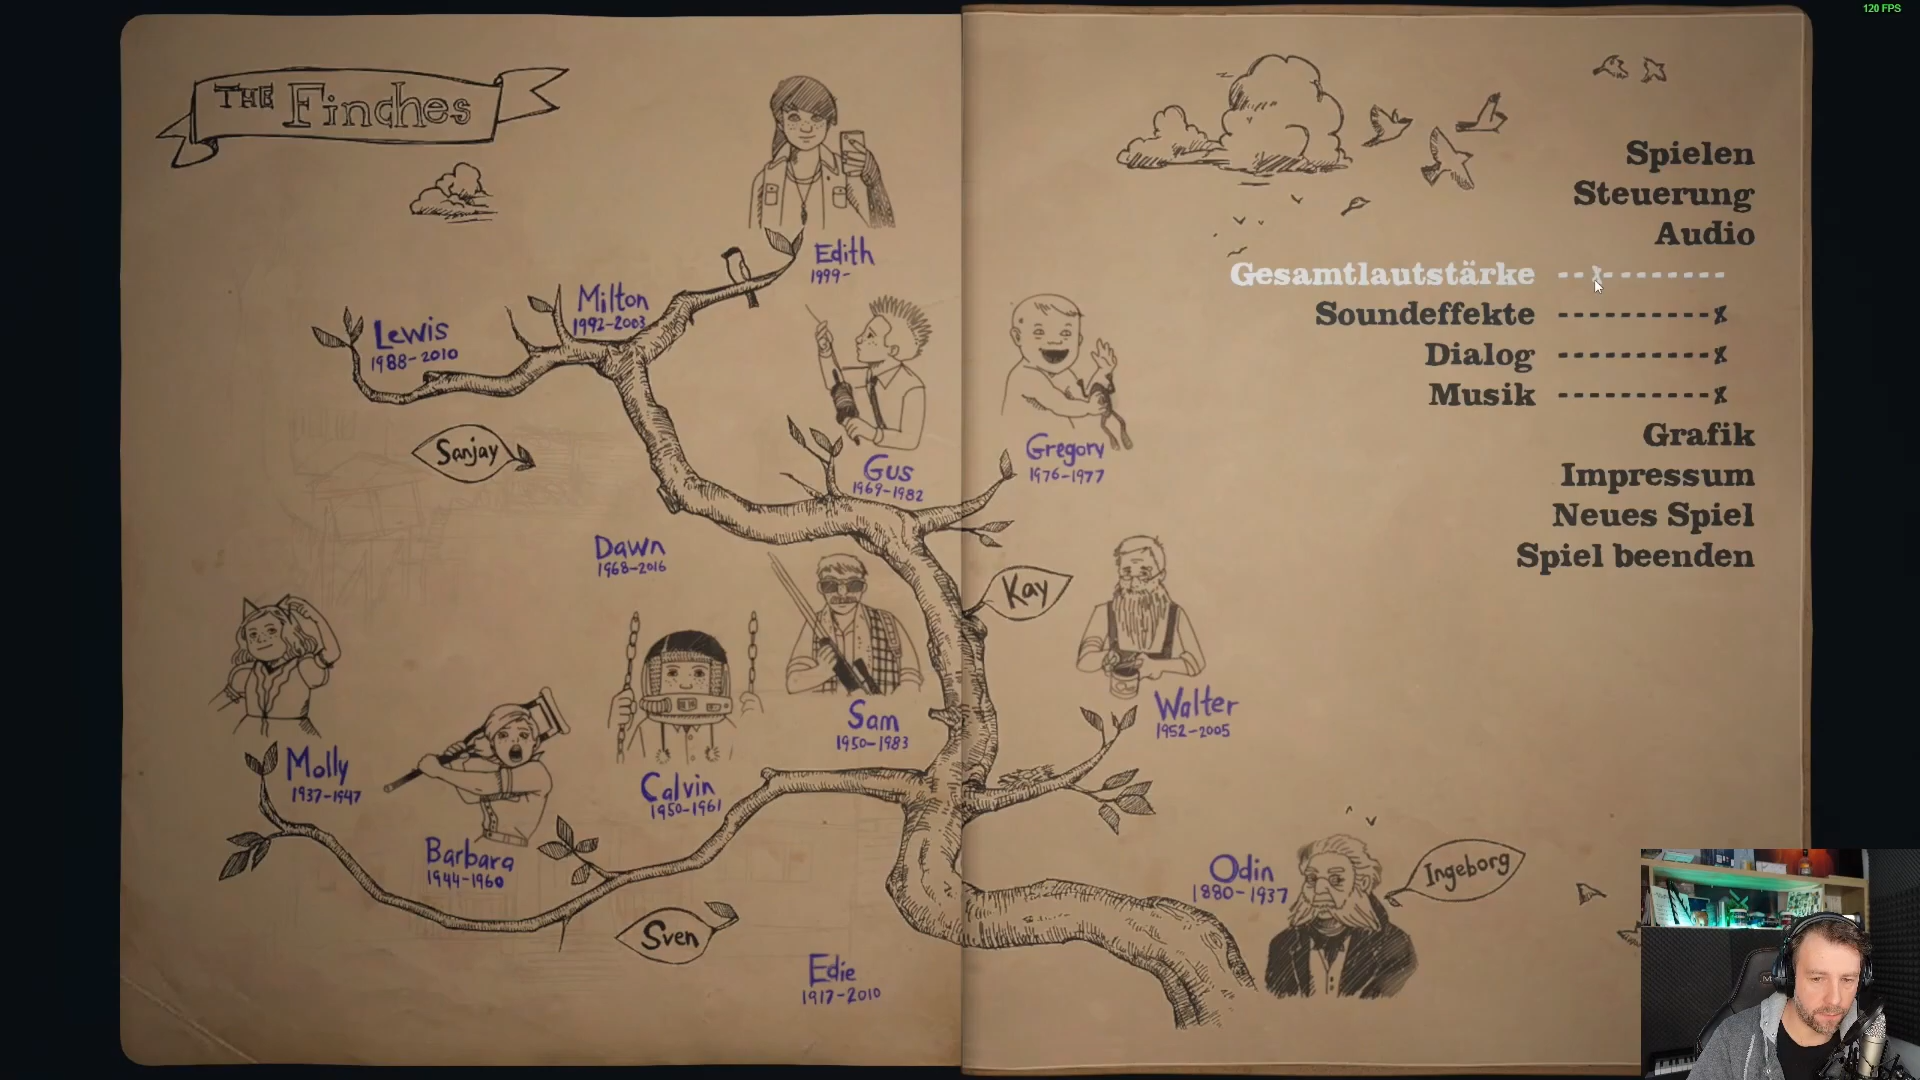 120 FPS
THE Finches
Edith
1999-
Milton
1992-2003
Lewis
1988-2010
Sanjay
Gus
1969-1982
Gregory
1976-1977
Dawn
1968-2016
Kay
Sam
1950-1983
Walter
1952-2005
Molly
1937-1947
Barbara
1944-1960
Calvin
1950-1961
Sven
Edie
1917-2010
Odin
1880-1937
Ingeborg
Spielen
Steuerung
Audio
Gesamtlautstärke
Soundeffekte
Dialog
Musik
Grafik
Impressum
Neues Spiel
Spiel beenden